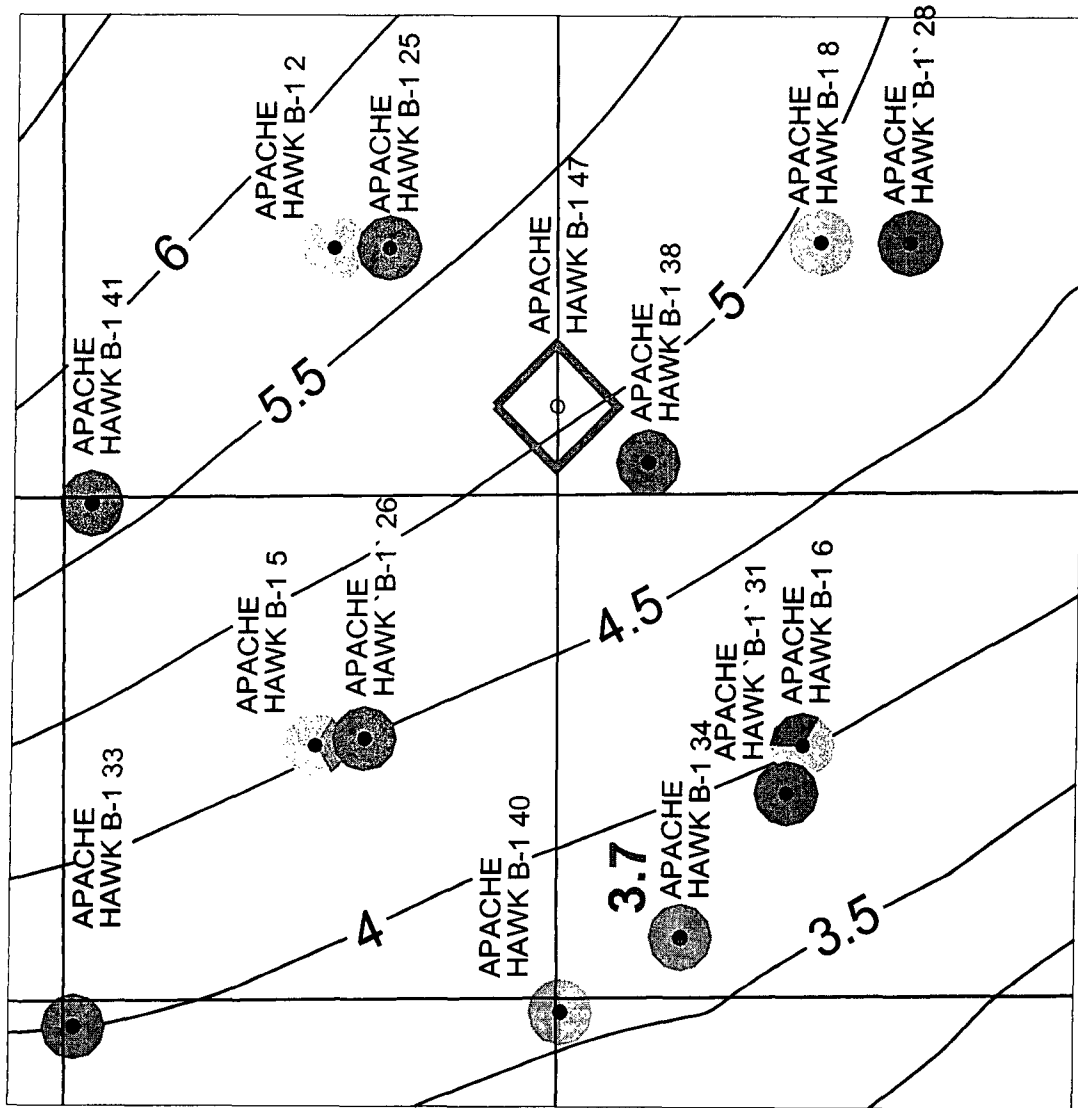 APACHE
HAWK B-1 41
6
APACHE
HAWK B-1 2
APACHE
HAWK B-1 25
5.5
APACHE
HAWK B-1 33
APACHE
HAWK B-1 5
APACHE
HAWK `B-1` 26
APACHE
HAWK B-1 47
4
APACHE
HAWK B-1 40
4.5
APACHE
HAWK B-1 38
5
APACHE
HAWK B-1 8
APACHE
HAWK `B-1` 28
3.7
APACHE
HAWK B-1 34
APACHE
HAWK `B-1` 31
APACHE
HAWK B-1 6
3.5